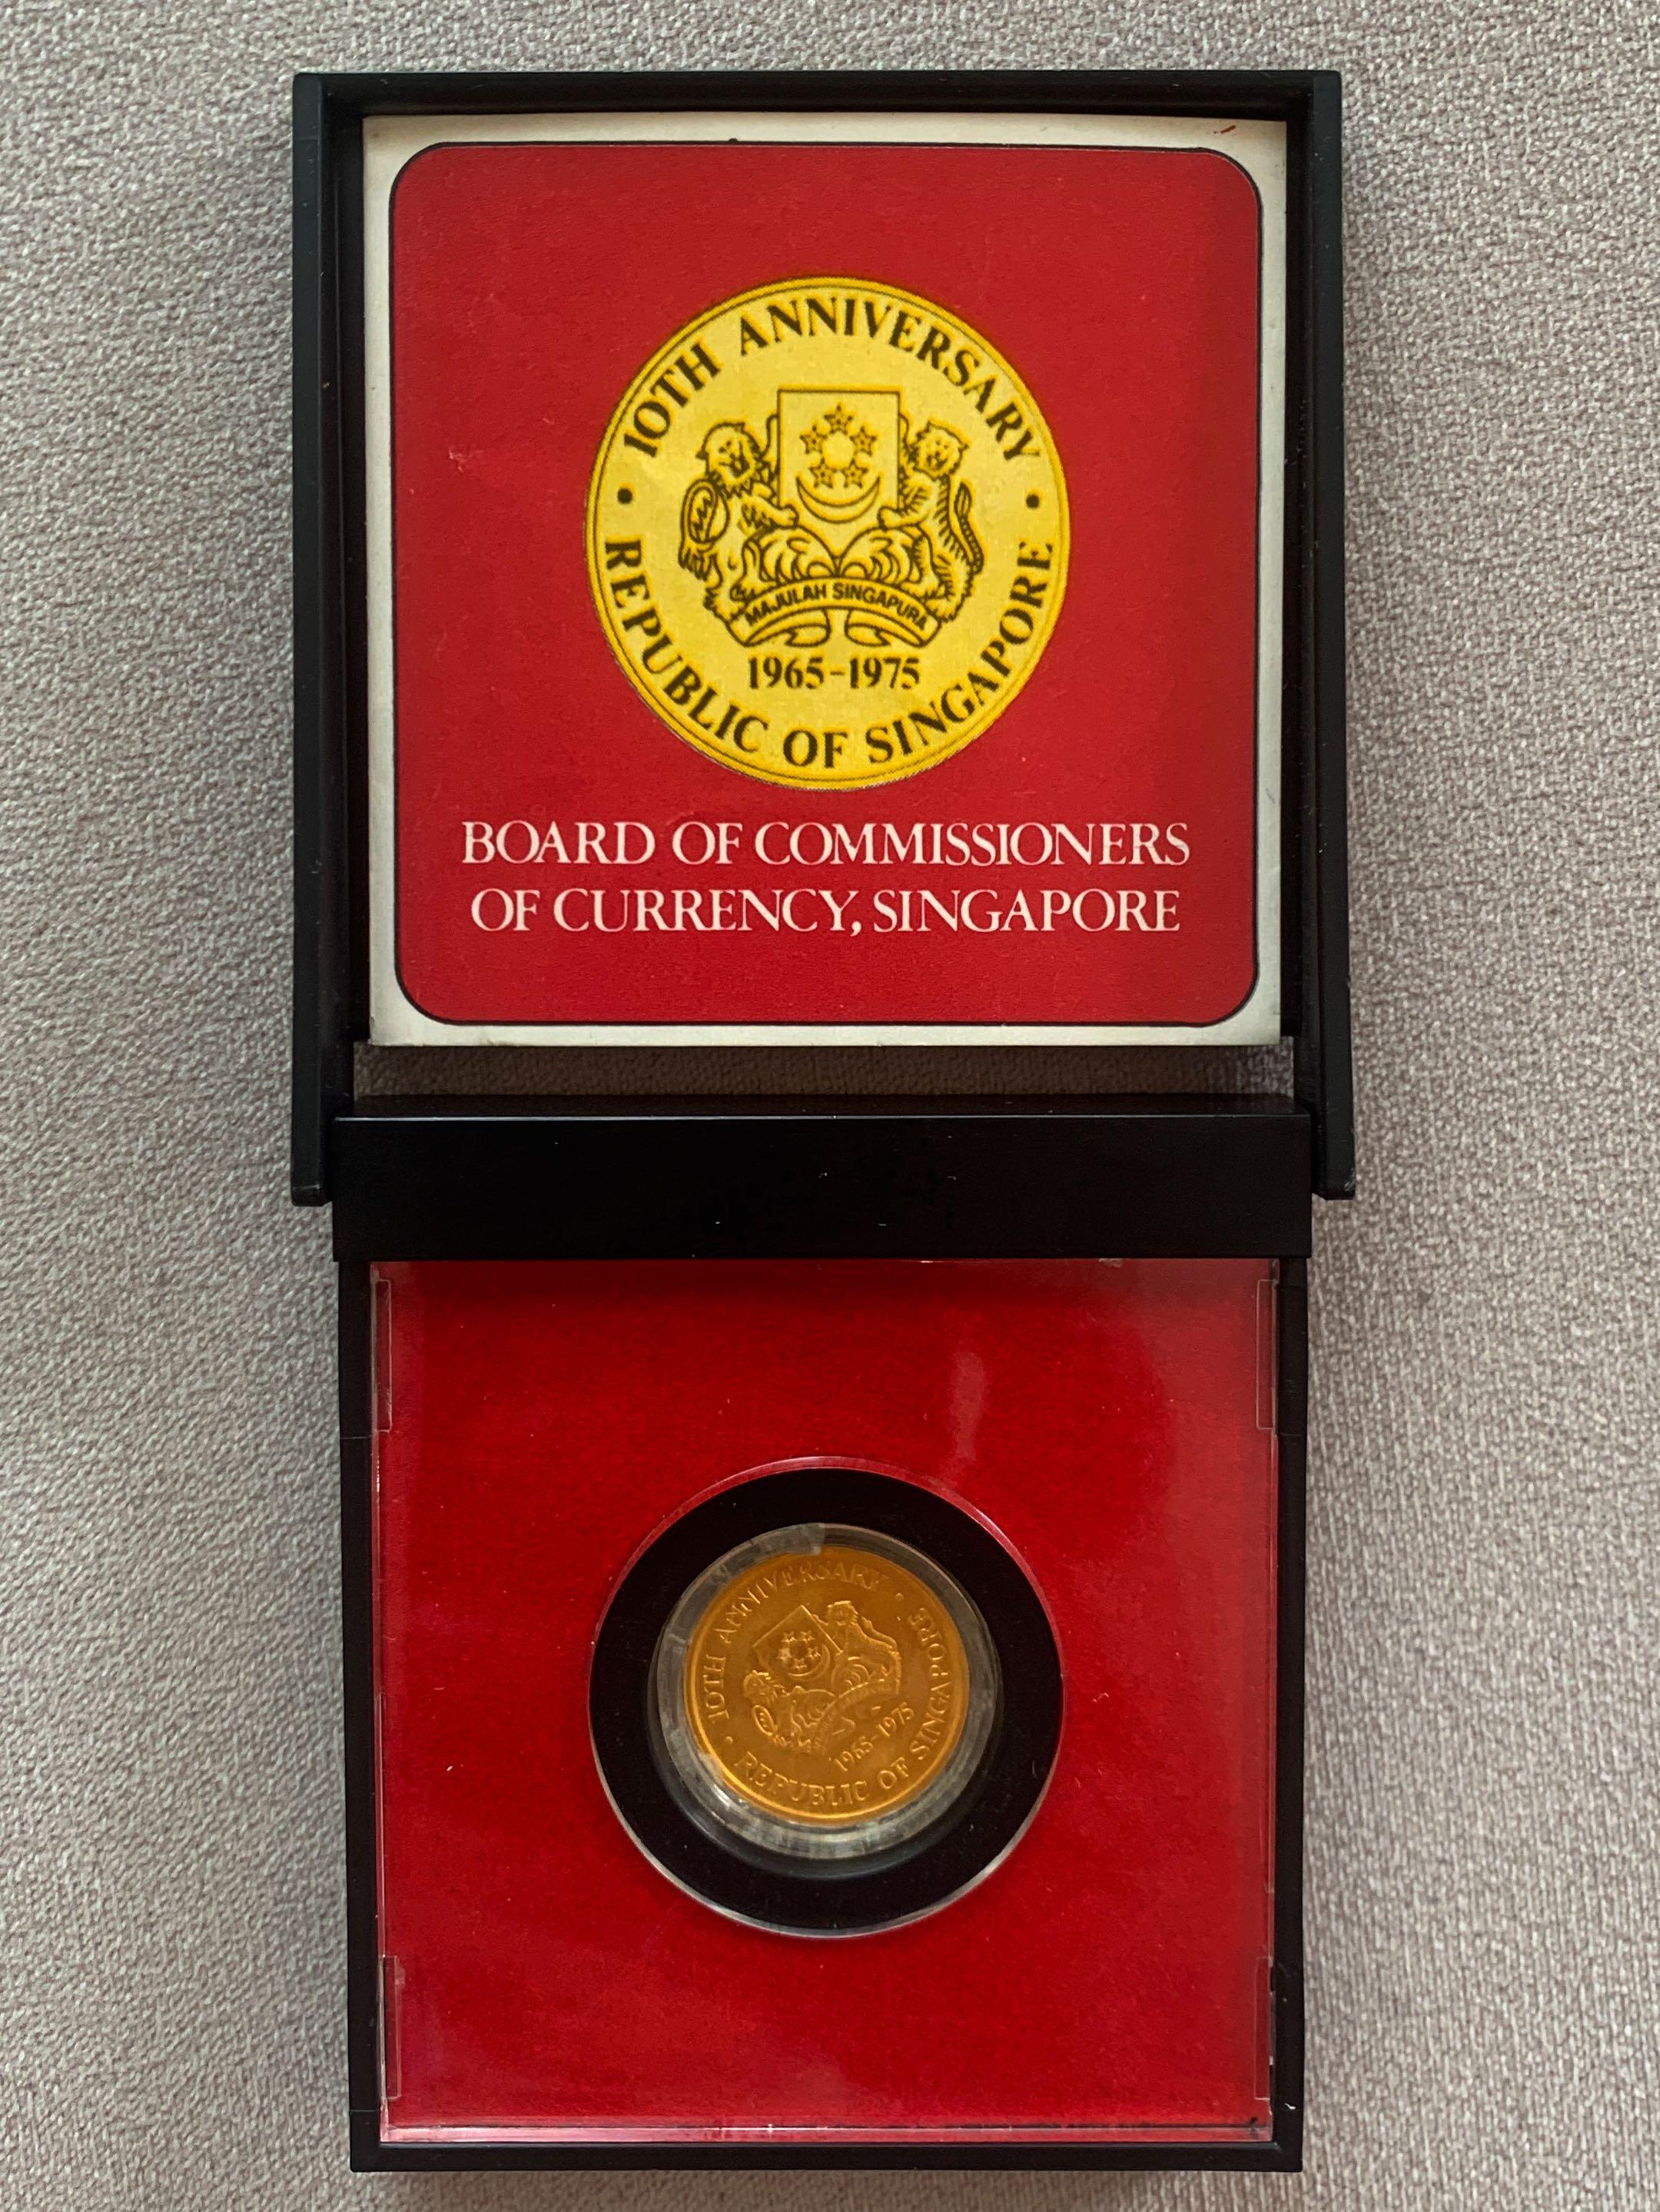 10TH ANNIVERSARY
MAJULAH SINGAPURA
1965-1975
REPUBLIC OF SINGAPORE
BOARD OF COMMISSIONERS
OF CURRENCY, SINGAPORE
10TH ANNIVERSARY
1965-1975
REPUBLIC OF SINGAPORE